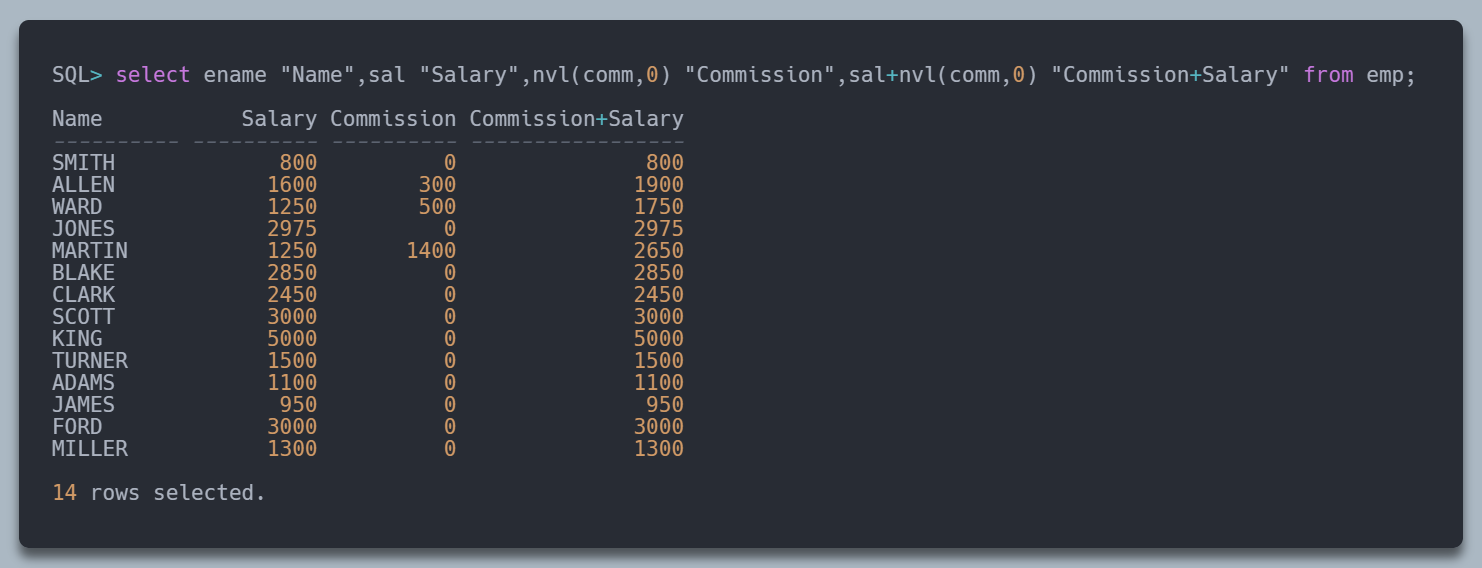 SQL> select ename "Name",sal "Salary",nvl(comm,0) "Commission",sal+nvl(comm,0) "Commission+Salary" from emp;
Name           Salary Commission Commission+Salary
---------- ---------- ---------- -----------------
SMITH             800          0               800
ALLEN            1600        300              1900
WARD             1250        500              1750
JONES            2975          0              2975
MARTIN           1250       1400              2650
BLAKE            2850          0              2850
CLARK            2450          0              2450
SCOTT            3000          0              3000
KING             5000          0              5000
TURNER           1500          0              1500
ADAMS            1100          0              1100
JAMES             950          0               950
FORD             3000          0              3000
MILLER           1300          0              1300
14 rows selected.